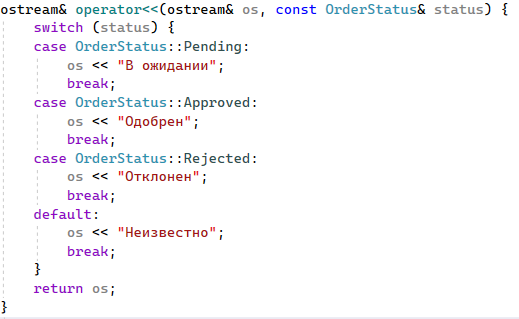 ostream& operator<<(ostream& os, const OrderStatus& status) {
    switch (status) {
    case OrderStatus::Pending:
        os << "В ожидании";
        break;
    case OrderStatus::Approved:
        os << "Одобрен";
        break;
    case OrderStatus::Rejected:
        os << "Отклонен";
        break;
    default:
        os << "Неизвестно";
        break;
    }
    return os;
}